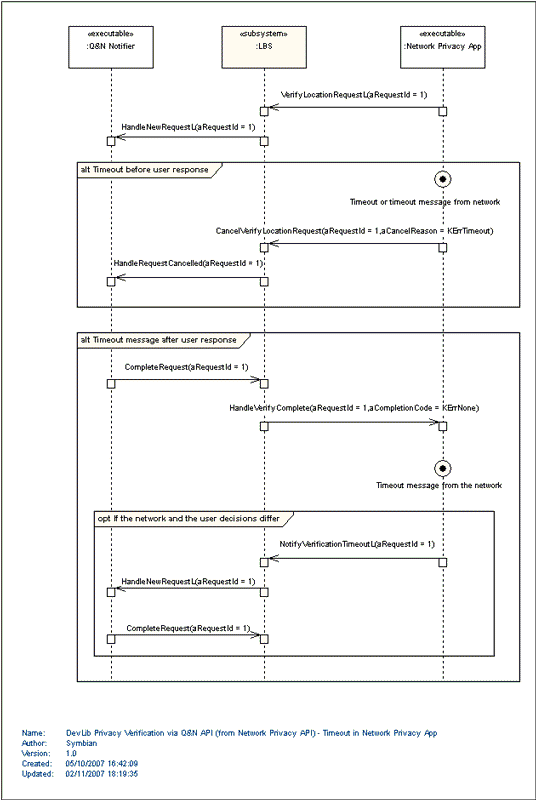 «executable»
:Q&N Notifier
«subsystem»
:LBS
«executable»
:Network Privacy App
VerifyLocationRequestL(aRequestId = 1)
HandleNewRequestL(aRequestId = 1)
alt Timeout before user response
Timeout or timeout message from network
CancelVerifyLocationRequest(aRequestId = 1,aCancelReason = KErrTimeout)
HandleRequestCancelled(aRequestId = 1)
alt Timeout message after user response
CompleteRequest(aRequestId = 1)
HandleVerifyComplete(aRequestId = 1,aCompletionCode = KErrNone)
Timeout message from the network
opt If the network and the user decisions differ
NotifyVerificationTimeoutL(aRequestId = 1)
HandleNewRequestL(aRequestId = 1)
CompleteRequest(aRequestId = 1)
Name: DevLib Privacy Verification via Q&N API (from Network Privacy API) - Timeout in Network Privacy App
Author: Symbian
Version: 1.0
Created: 05/10/2007 16:42:09
Updated: 02/11/2007 18:19:35